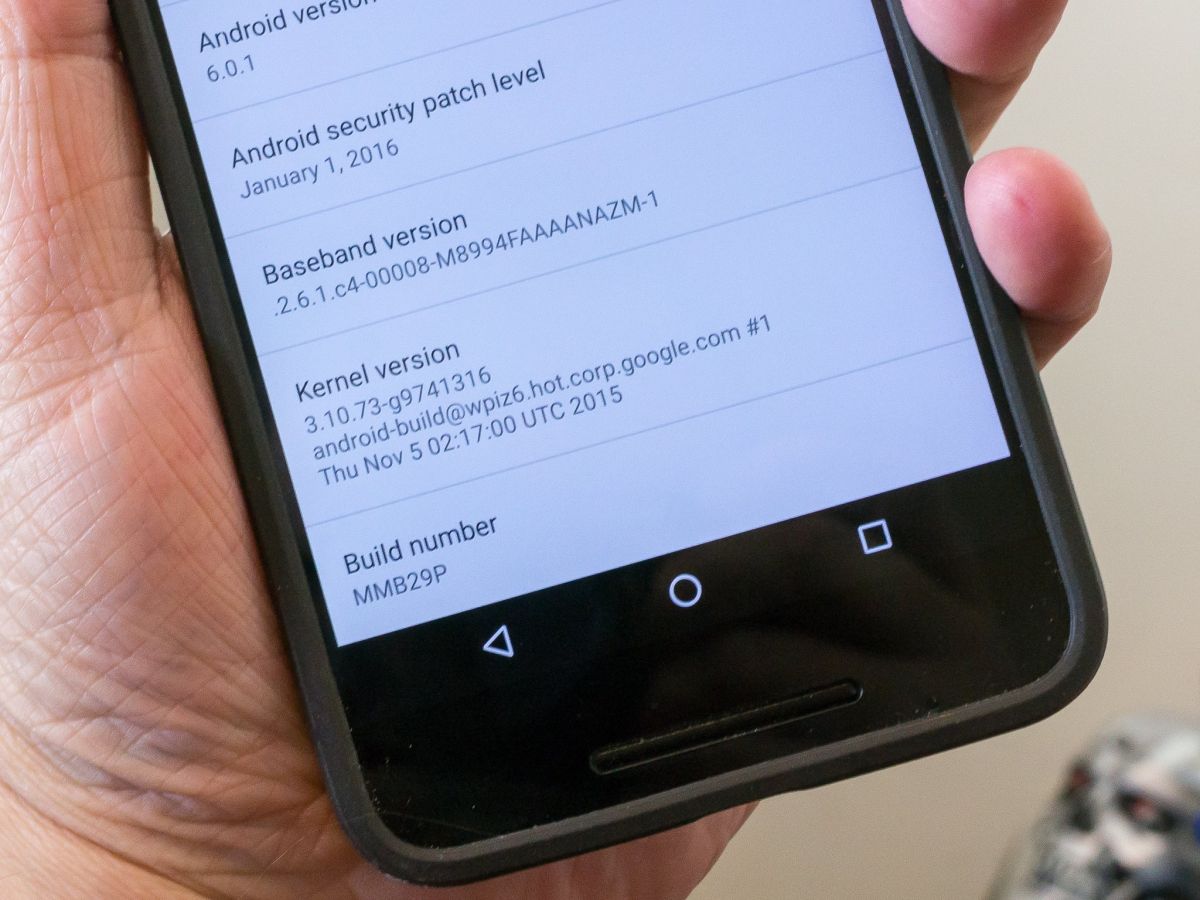 Android version
6.0.1
Android security patch level
January 1, 2016
Baseband version
.2.6.1.c4-00008-M8994FAAAANAZM-1
Kernel version
3.10.73-g9741316
android-build@wpiz6.hot.corp.google.com #1
Thu Nov 5 02:17:00 UTC 2015
Build number
MMB29P